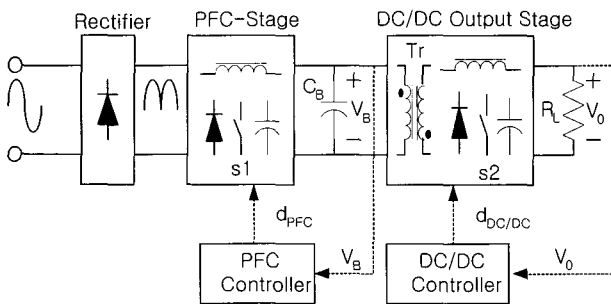 Rectifier
PFC-Stage
DC/DC Output Stage
Tr
C_B
+
V_B
−
s1
R_L
+
V_0
−
s2
d_PFC
d_DC/DC
PFC
Controller
V_B
DC/DC
Controller
V_0